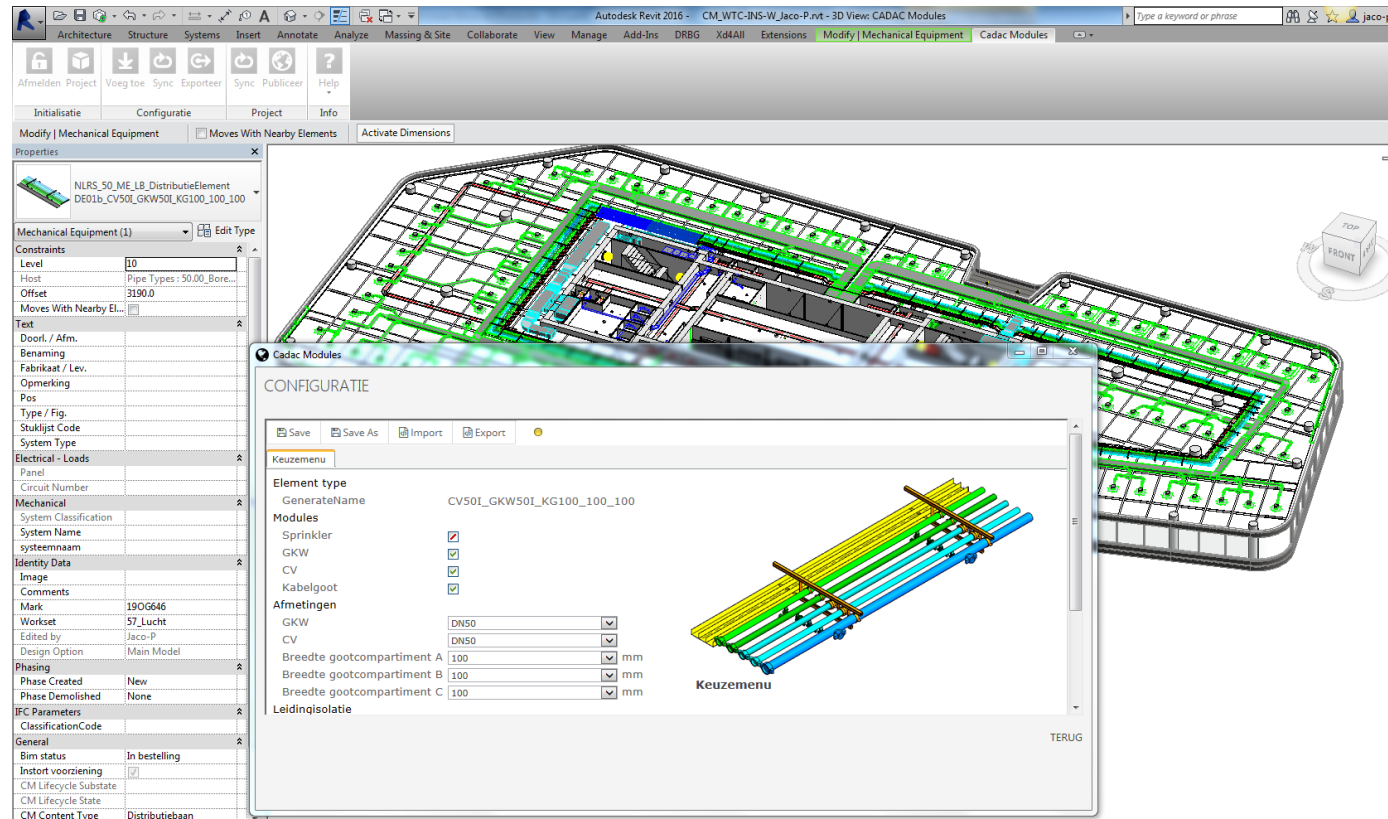 Autodesk Revit 2016 - CM_WTC-INS-W_Jaco-P.rvt - 3D View: CADAC Modules
Type a keyword or phrase
jaco-p
Architecture Structure Systems Insert Annotate Analyze Massing & Site Collaborate View Manage Add-Ins DRBG Xd4All Extensions Modify | Mechanical Equipment Cadac Modules
Afmelden Project Voeg toe Sync Exporteer Sync Publiceer Help
Initialisatie Configuratie Project Info
Modify | Mechanical Equipment Moves With Nearby Elements Activate Dimensions
Properties
NLRS_50_ME_LB_DistributieElement
DE01b_CV50I_GKW50I_KG100_100_100
Mechanical Equipment (1) Edit Type
Constraints
Level 10
Host Pipe Types : 50.00_Bore...
Offset 3190.0
Moves With Nearby El...
Text
Doorl. / Afm.
Benaming
Fabrikaat / Lev.
Opmerking
Pos
Type / Fig.
Stuklijst Code
System Type
Electrical - Loads
Panel
Circuit Number
Mechanical
System Classification
System Name
systeemnaam
Identity Data
Image
Comments
Mark 19OG646
Workset 57_Lucht
Edited by Jaco-P
Design Option Main Model
Phasing
Phase Created New
Phase Demolished None
IFC Parameters
ClassificationCode
General
Bim status In bestelling
Instort voorziening
CM Lifecycle Substate
CM Lifecycle State
CM Content Type Distributiebaan
TOP
FRONT
S
Cadac Modules
CONFIGURATIE
Save Save As Import Export
Keuzemenu
Element type
GenerateName CV50I_GKW50I_KG100_100_100
Modules
Sprinkler
GKW
CV
Kabelgoot
Afmetingen
GKW DN50
CV DN50
Breedte gootcompartiment A 100 mm
Breedte gootcompartiment B 100 mm
Breedte gootcompartiment C 100 mm
Leidingisolatie
Keuzemenu
TERUG